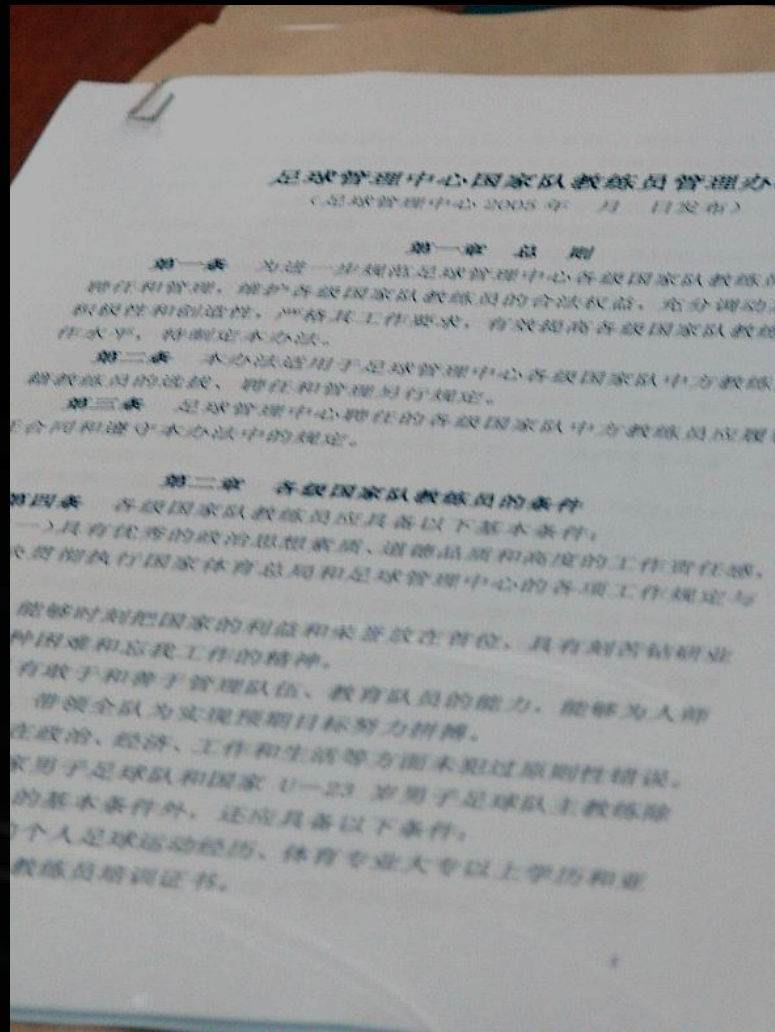 足球管理中心国家队教练员管理办
(足球管理中心 2005 年 月 日发布)
第一章 总 则
第一条 为进一步规范足球管理中心各级国家队教练员
聘任和管理，维护各级国家队教练员的合法权益，充分调动
积极性和创造性，严格其工作要求，有效提高各级国家队教练
作水平，特制定本办法。
第二条 本办法适用于足球管理中心各级国家队中方教练
籍教练员的选拔、聘任和管理另行规定。
第三条 足球管理中心聘任的各级国家队中方教练员应履
合同和遵守本办法中的规定。
第二章 各级国家队教练员的条件
第四条 各级国家队教练员应具备以下基本条件：
一)具有优秀的政治思想素质、道德品质和高度的工作责任感，
贯彻执行国家体育总局和足球管理中心的各项工作规定与
能够时刻把国家的利益和荣誉放在首位，具有刻苦钻研业
种困难和忘我工作的精神。
有敢于和善于管理队伍、教育队员的能力，能够为人师
带领全队为实现预期目标努力拼搏。
在政治、经济、工作和生活等方面未犯过原则性错误。
家男子足球队和国家 U—23 岁男子足球队主教练除
的基本条件外，还应具备以下条件：
个人足球运动经历、体育专业大专以上学历和亚
教练员培训证书。